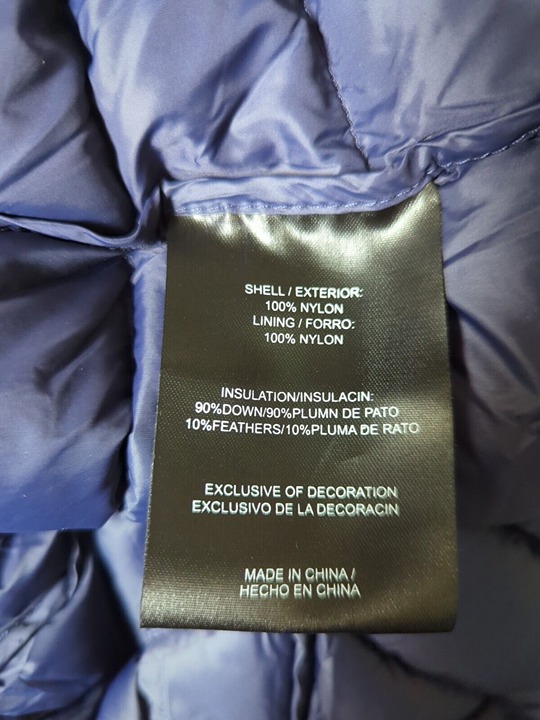 SHELL / EXTERIOR:
100% NYLON
LINING / FORRO:
100% NYLON
INSULATION/INSULACIN:
90%DOWN/90%PLUMN DE PATO
10%FEATHERS/10%PLUMA DE RATO
EXCLUSIVE OF DECORATION
EXCLUSIVO DE LA DECORACIN
MADE IN CHINA /
HECHO EN CHINA